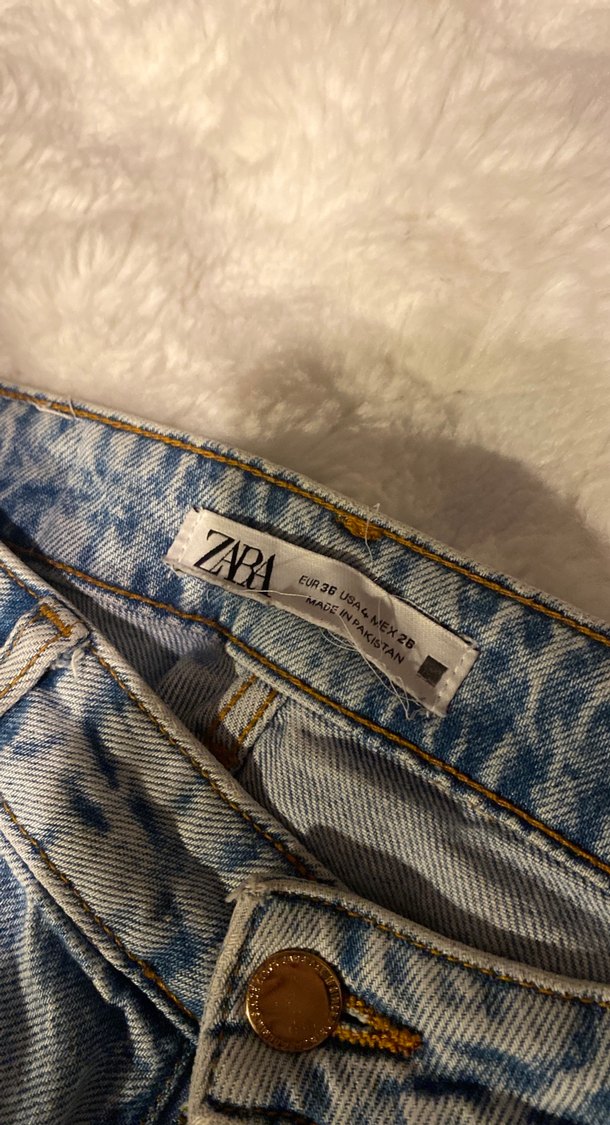 ZARA
EUR 36 USA 4 MEX 26
MADE IN PAKISTAN